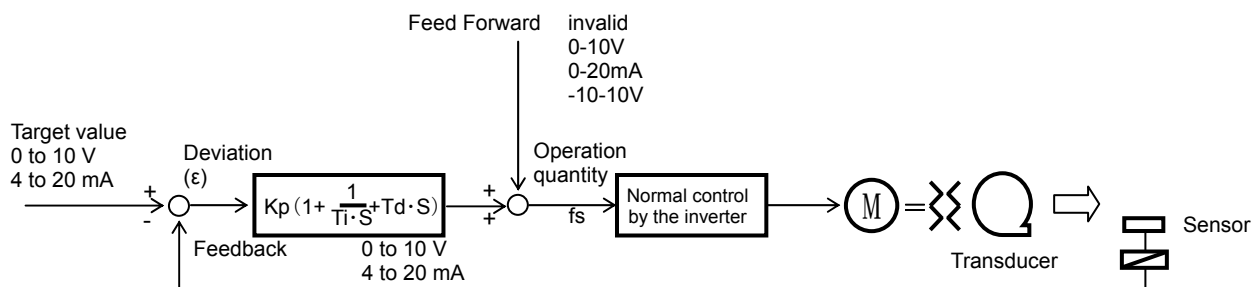 Feed Forward
invalid
0-10V
0-20mA
-10-10V
Target value
0 to 10 V
4 to 20 mA
+
-
Deviation
(ε)
Feedback
Kp (1+ 1/Ti·S +Td·S)
0 to 10 V
4 to 20 mA
+
+
Operation
quantity
fs
Normal control
by the inverter
M
=
Transducer
Sensor